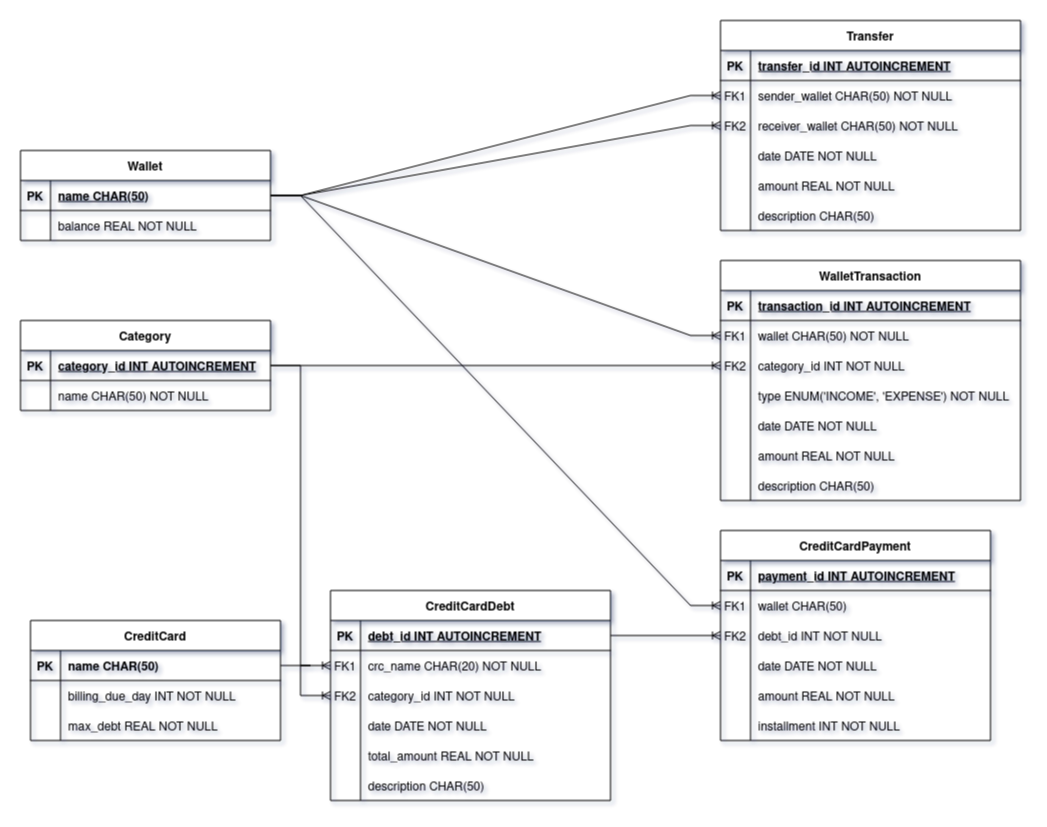 Transfer
PK transfer_id INT AUTOINCREMENT
FK1 sender_wallet CHAR(50) NOT NULL
FK2 receiver_wallet CHAR(50) NOT NULL
date DATE NOT NULL
amount REAL NOT NULL
description CHAR(50)
Wallet
PK name CHAR(50)
balance REAL NOT NULL
WalletTransaction
PK transaction_id INT AUTOINCREMENT
FK1 wallet CHAR(50) NOT NULL
FK2 category_id INT NOT NULL
type ENUM('INCOME', 'EXPENSE') NOT NULL
date DATE NOT NULL
amount REAL NOT NULL
description CHAR(50)
Category
PK category_id INT AUTOINCREMENT
name CHAR(50) NOT NULL
CreditCardPayment
PK payment_id INT AUTOINCREMENT
FK1 wallet CHAR(50)
FK2 debt_id INT NOT NULL
date DATE NOT NULL
amount REAL NOT NULL
installment INT NOT NULL
CreditCardDebt
PK debt_id INT AUTOINCREMENT
FK1 crc_name CHAR(20) NOT NULL
FK2 category_id INT NOT NULL
date DATE NOT NULL
total_amount REAL NOT NULL
description CHAR(50)
CreditCard
PK name CHAR(50)
billing_due_day INT NOT NULL
max_debt REAL NOT NULL